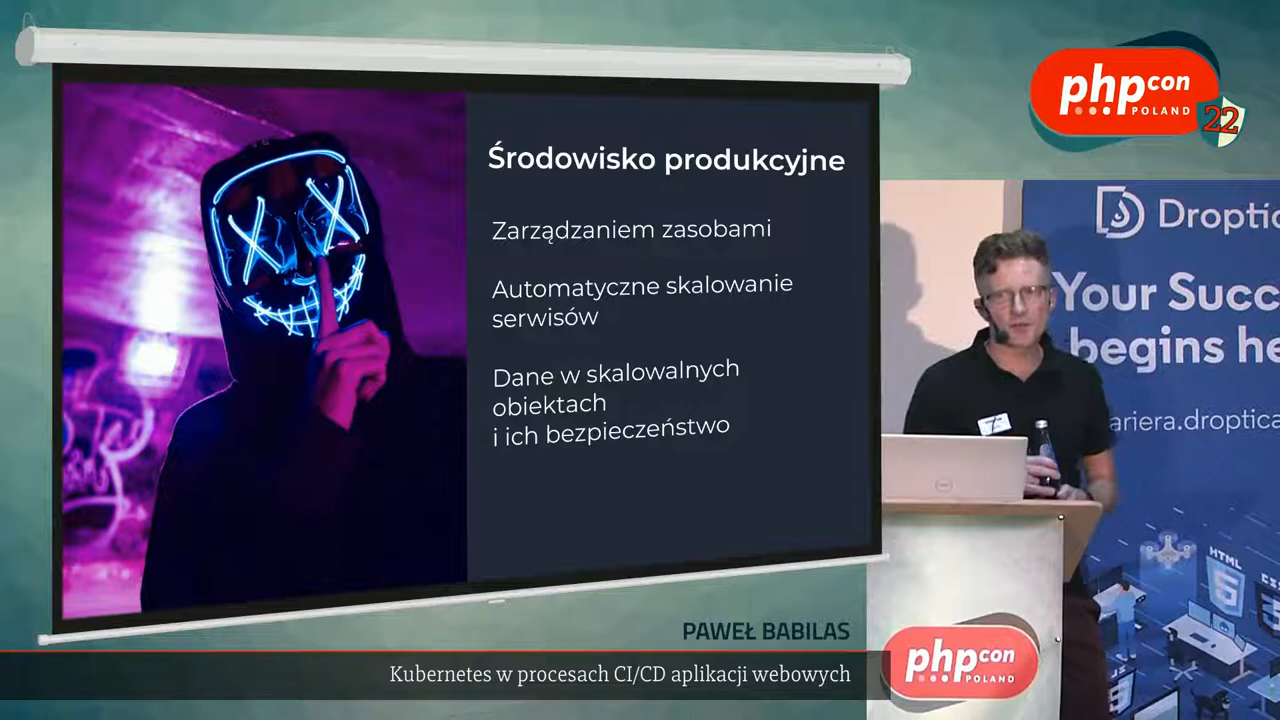 Środowisko produkcyjne
Zarządzaniem zasobami
Automatyczne skalowanie
serwisów
Dane w skalowalnych
obiektach
i ich bezpieczeństwo
php con
POLAND
22
Droptic
Your Succ
begins he
ariera.droptica
HTML
5
PAWEŁ BABILAS
Kubernetes w procesach CI/CD aplikacji webowych
php con
POLAND